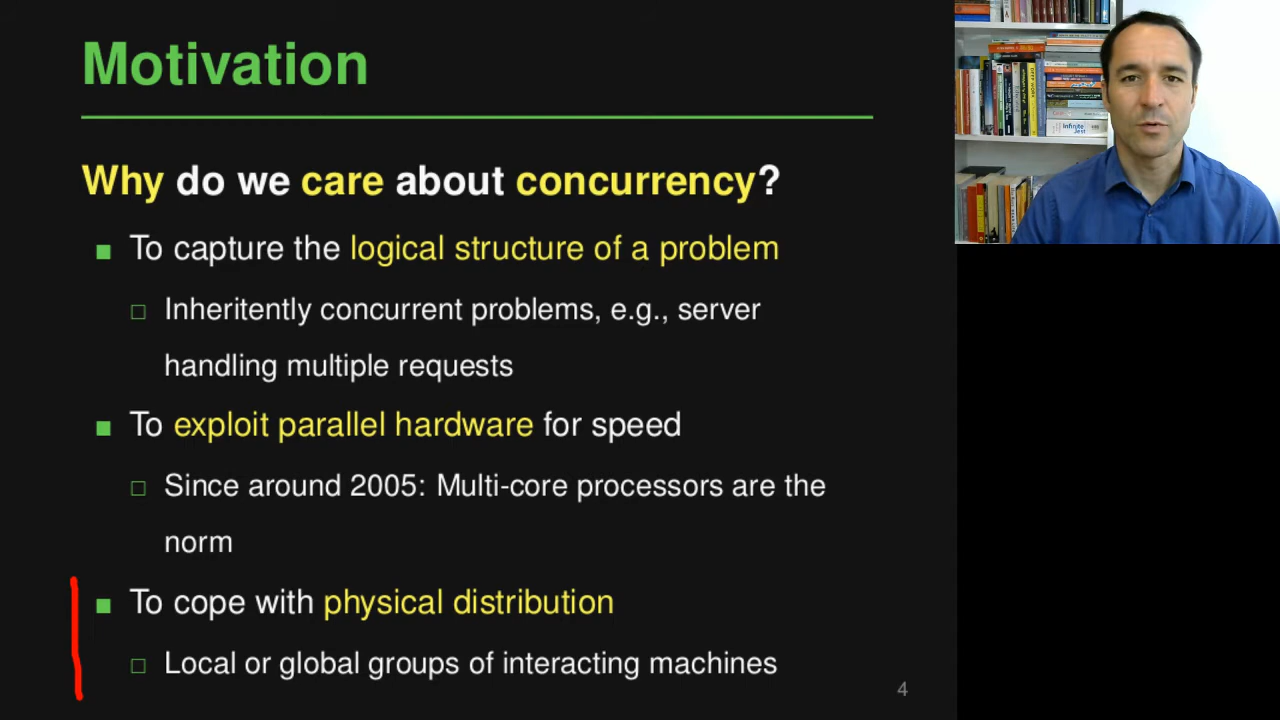 Motivation
Why do we care about concurrency?
To capture the logical structure of a problem
Inheritently concurrent problems, e.g., server
handling multiple requests
To exploit parallel hardware for speed
Since around 2005: Multi-core processors are the
norm
To cope with physical distribution
Local or global groups of interacting machines
4
Infinite
Jest